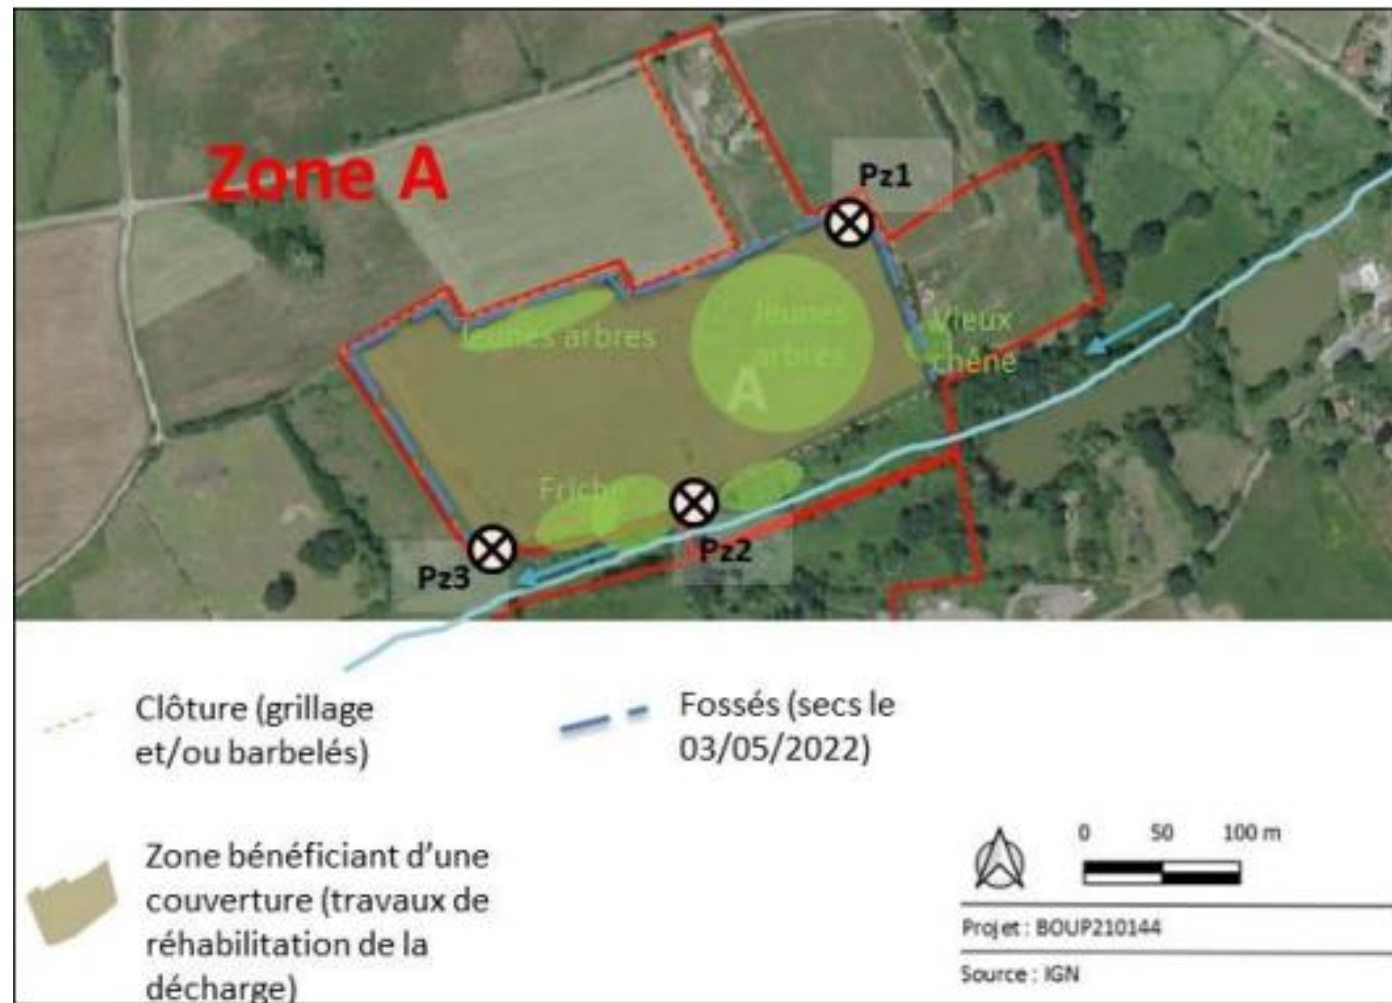 Zone A
Pz1
Jeunes arbres
Jeunes
arbres
Vieux
chêne
A
Friche
Pz2
Pz3
Clôture (grillage
et/ou barbelés)
Fossés (secs le
03/05/2022)
Zone bénéficiant d'une
couverture (travaux de
réhabilitation de la
décharge)
0 50 100 m
Projet : BOUP210144
Source : IGN